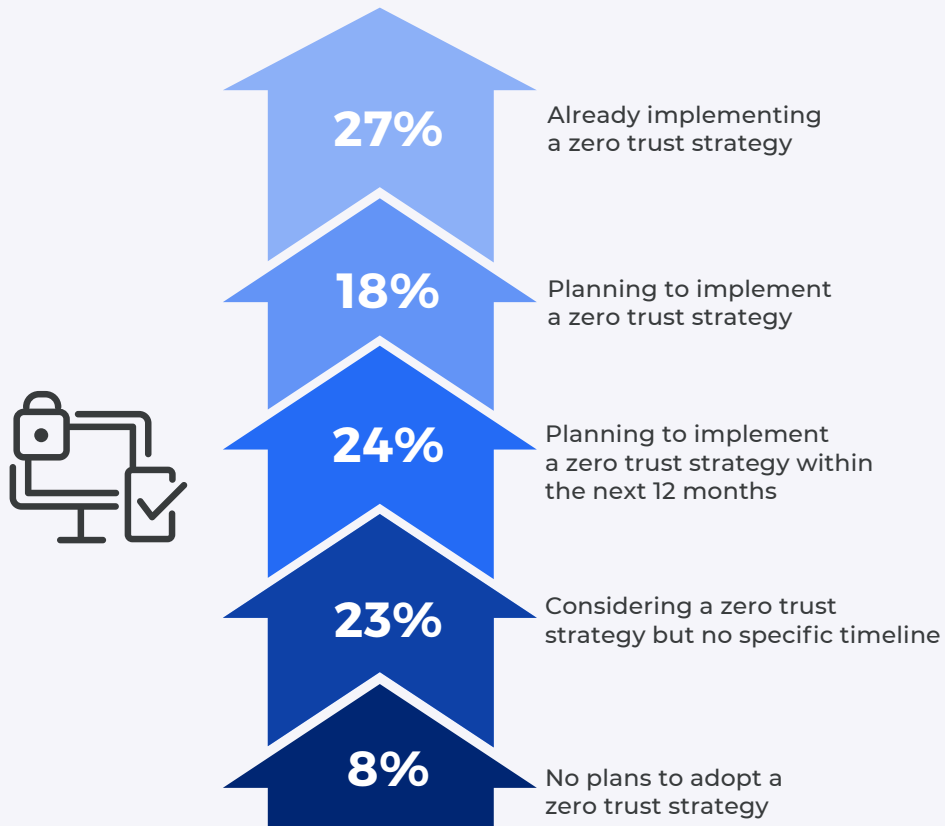 27%
Already implementing
a zero trust strategy
18%
Planning to implement
a zero trust strategy
24%
Planning to implement
a zero trust strategy within
the next 12 months
23%
Considering a zero trust
strategy but no specific timeline
8%
No plans to adopt a
zero trust strategy